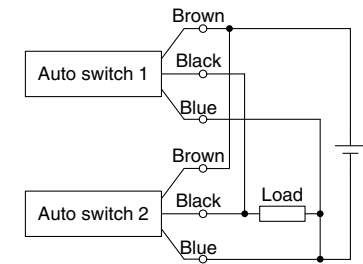 Brown
Auto switch 1
Black
Blue
Brown
Auto switch 2
Black
Load
Blue